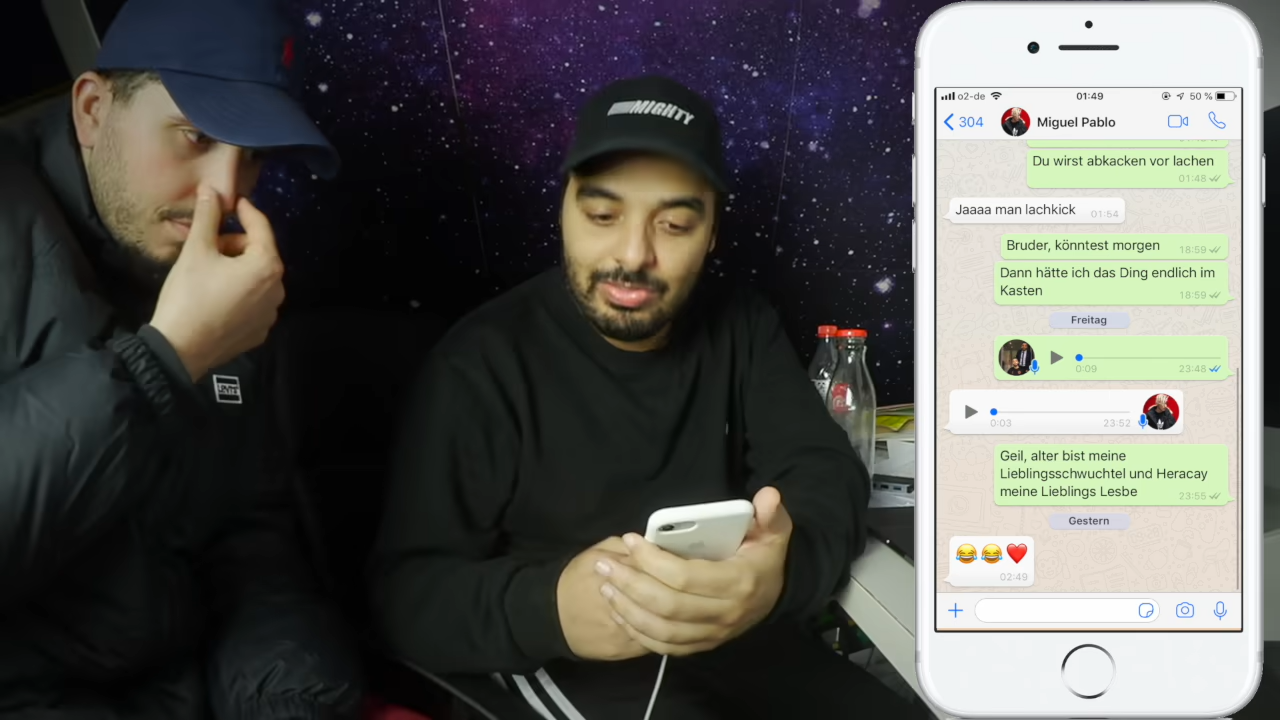 MIGHTY
o2-de
01:49
50 %
304
Miguel Pablo
Du wirst abkacken vor lachen
01:48
Jaaaa man lachkick
01:54
Bruder, könntest morgen
18:59
Dann hätte ich das Ding endlich im
Kasten
18:59
Freitag
0:09
23:48
0:03
23:52
Geil, alter bist meine
Lieblingsschwuchtel und Heracay
meine Lieblings Lesbe
23:55
Gestern
😂😂❤️
02:49